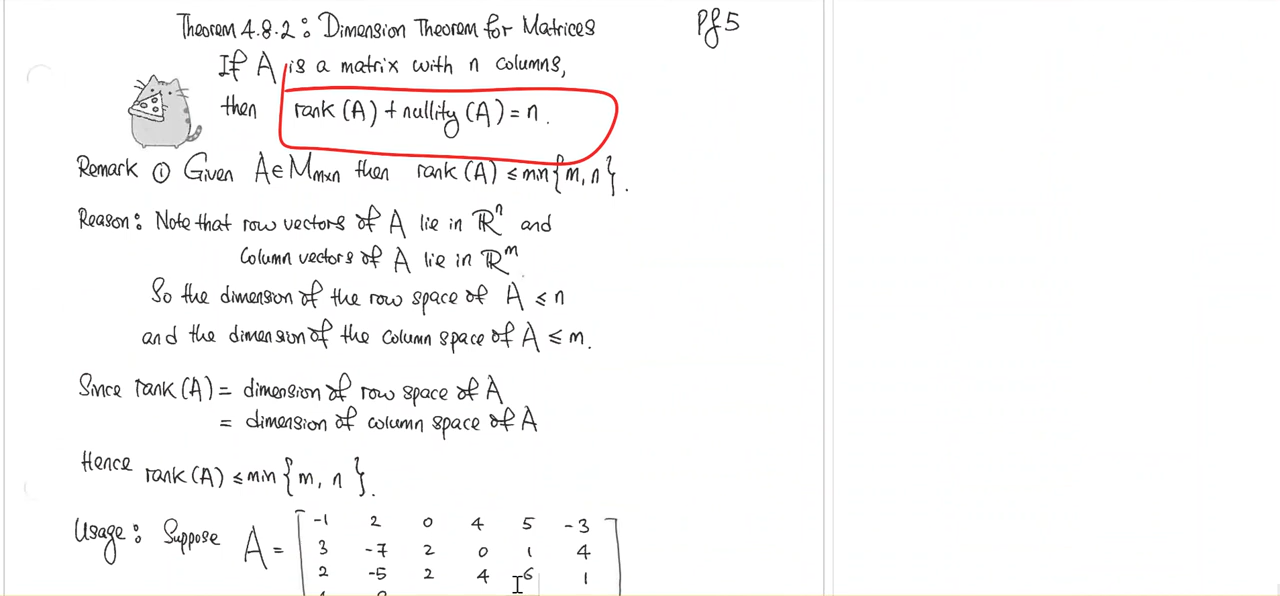 Theorem 4.8.2: Dimension Theorem for Matrices
Pg 5
If A is a matrix with n columns,
then rank (A) + nullity (A) = n.
Remark ① Given A ∈ Mm×n then rank (A) ≤ min {m, n}.
Reason: Note that row vectors of A lie in ℝⁿ and
Column vectors of A lie in ℝᵐ.
So the dimension of the row space of A ≤ n
and the dimension of the column space of A ≤ m.
Since rank (A) = dimension of row space of A
= dimension of column space of A
Hence rank (A) ≤ min {m, n}.
Usage: Suppose A =
-1 2 0 4 5 -3
3 -7 2 0 1 4
2 -5 2 4 6 1